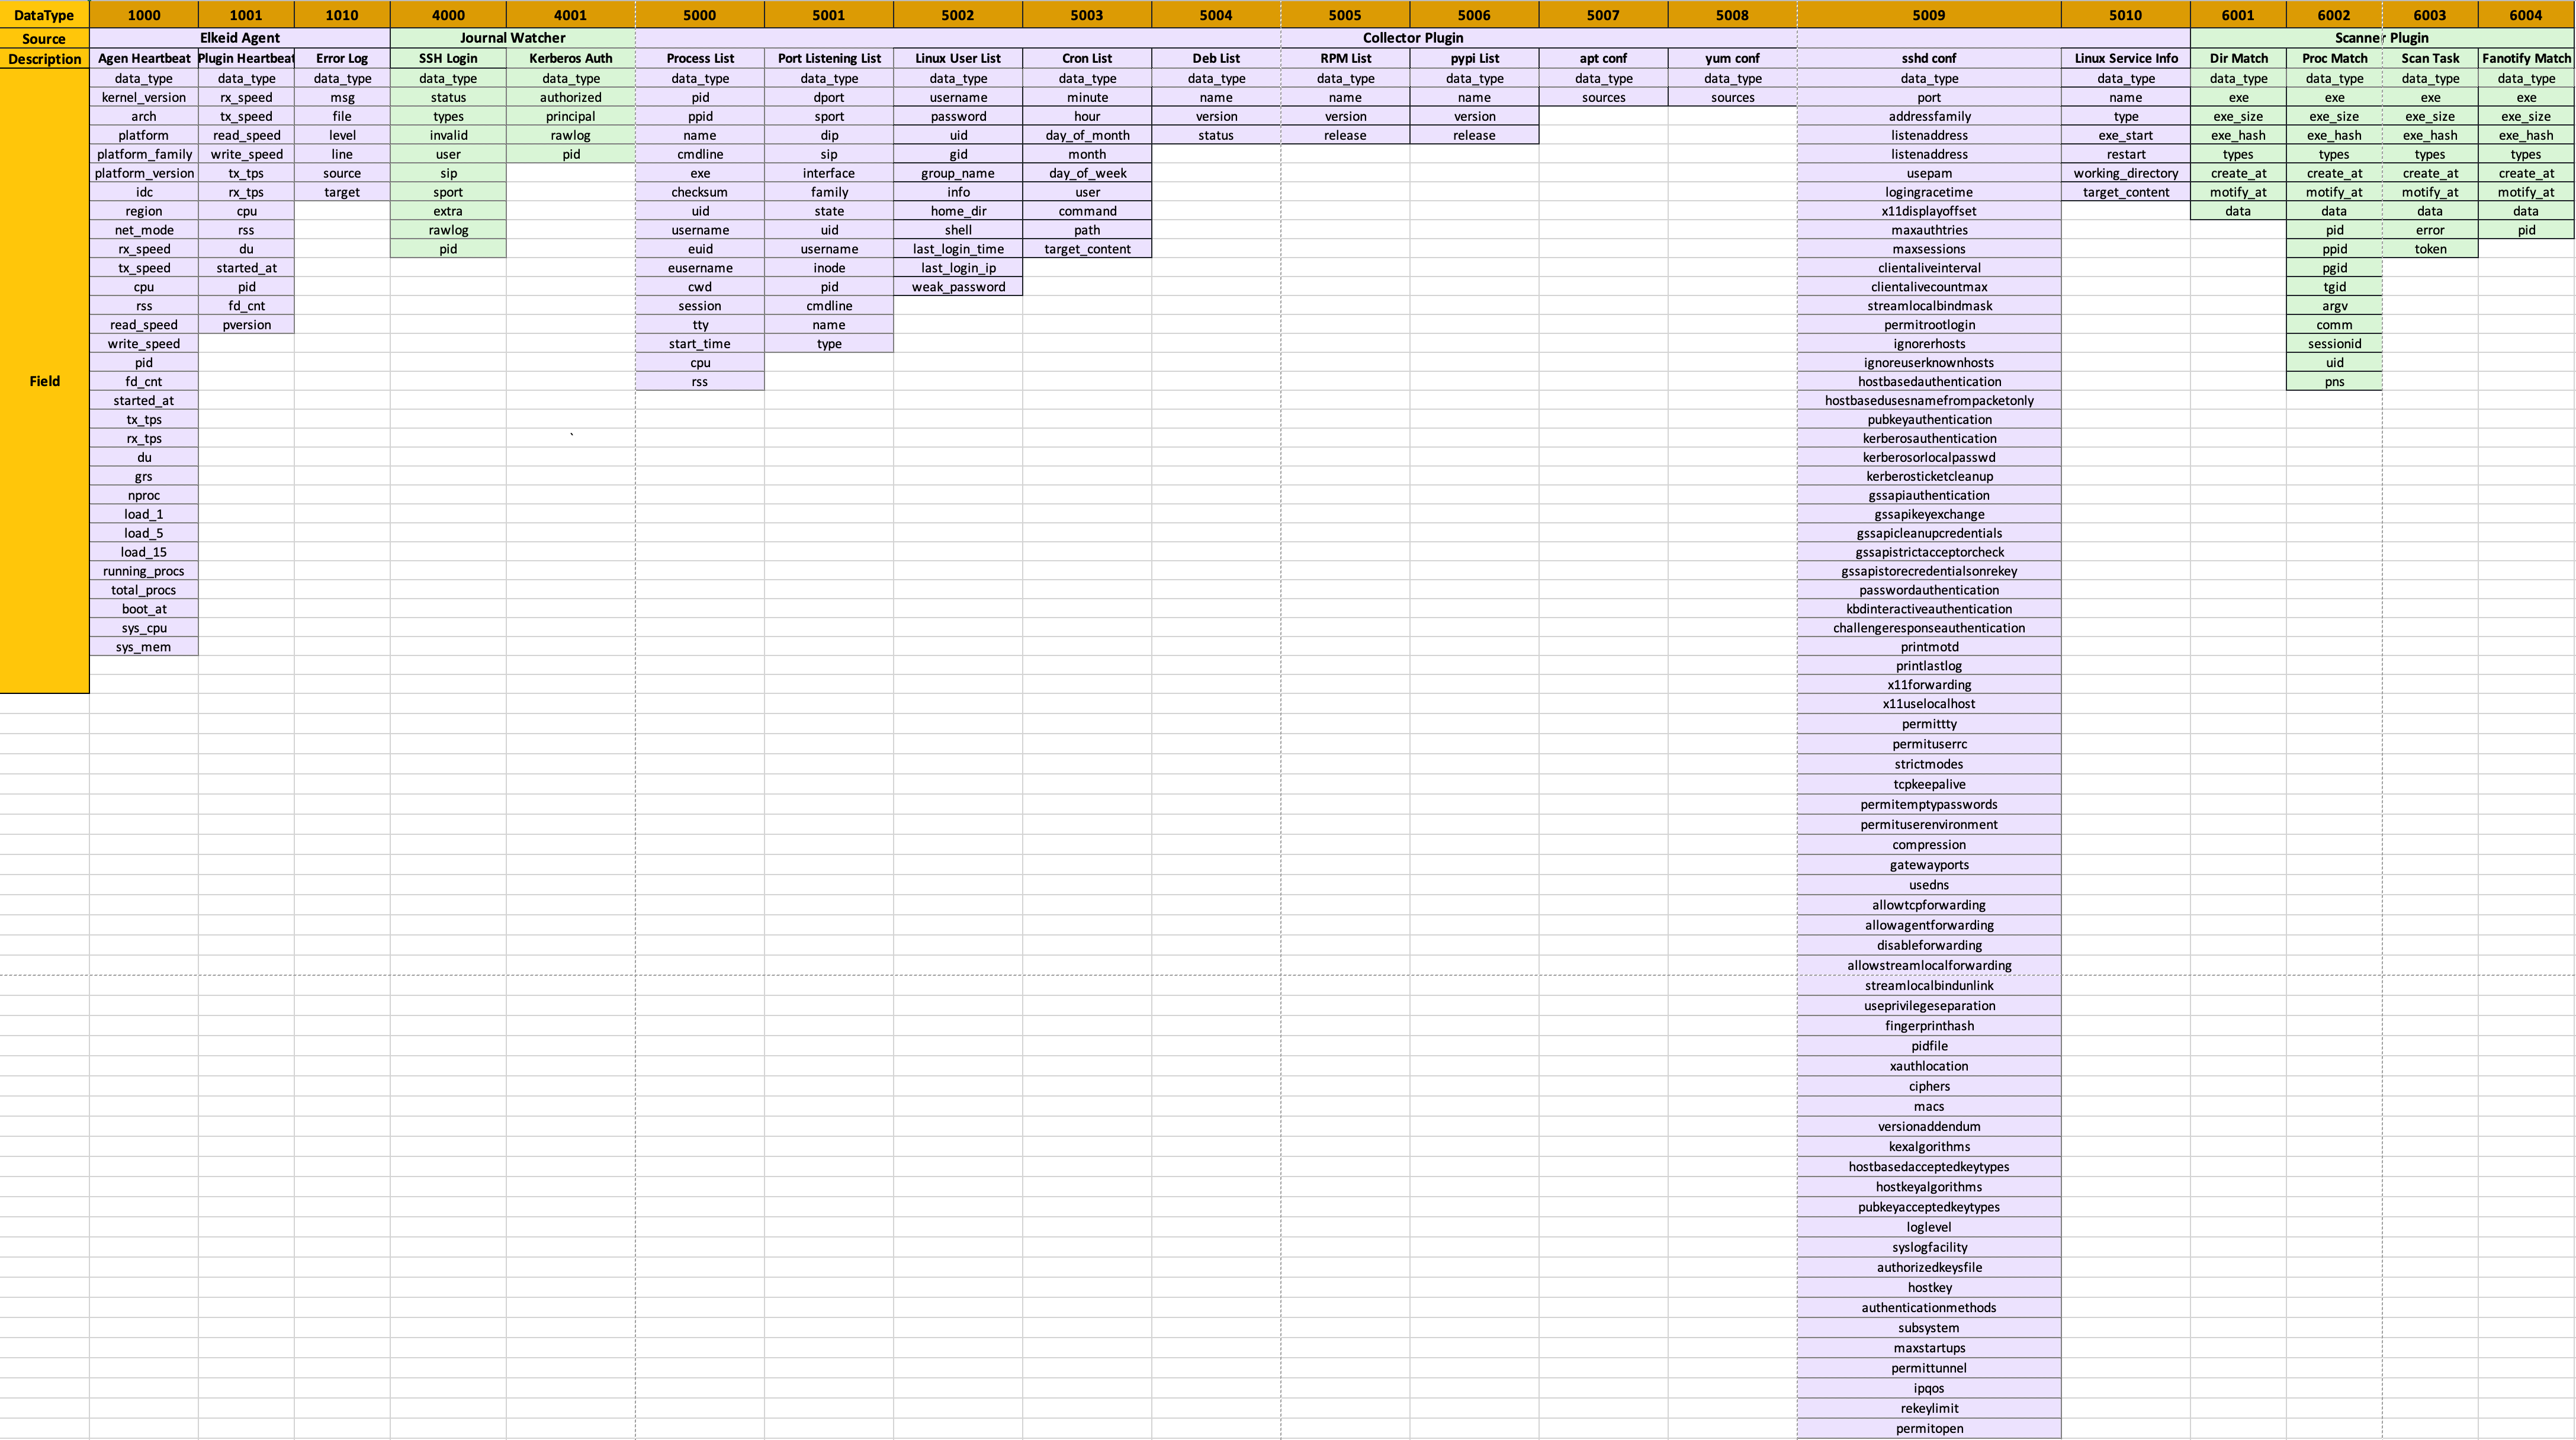 DataType 1000 1001 1010 4000 4001 5000 5001 5002 5003 5004 5005 5006 5007 5008 5009 5010 6001 6002 6003 6004
Source Elkeid Agent Journal Watcher Collector Plugin Scanner Plugin
Description Agen Heartbeat Plugin Heartbeat Error Log SSH Login Kerberos Auth Process List Port Listening List Linux User List Cron List Deb List RPM List pypi List apt conf yum conf sshd conf Linux Service Info Dir Match Proc Match Scan Task Fanotify Match
data_type data_type data_type data_type data_type data_type data_type data_type data_type data_type data_type data_type data_type data_type data_type data_type data_type data_type data_type data_type
kernel_version rx_speed msg status authorized pid dport username minute name name name sources sources port name exe exe exe exe
arch tx_speed file types principal ppid sport password hour version version version addressfamily type exe_size exe_size exe_size exe_size
platform read_speed level invalid rawlog name dip uid day_of_month status release release listenaddress exe_start exe_hash exe_hash exe_hash exe_hash
platform_family write_speed line user pid cmdline sip gid month listenaddress restart types types types types
platform_version tx_tps source sip exe interface group_name day_of_week usepam working_directory create_at create_at create_at create_at
idc rx_tps target sport checksum family info user logingracetime target_content motify_at motify_at motify_at motify_at
region cpu extra uid state home_dir command x11displayoffset data data data data
net_mode rss rawlog username uid shell path maxauthtries pid error pid
rx_speed du pid euid username last_login_time target_content maxsessions ppid token
tx_speed started_at eusername inode last_login_ip clientaliveinterval pgid
cpu pid cwd pid weak_password clientalivecountmax tgid
rss fd_cnt session cmdline streamlocalbindmask argv
read_speed pversion tty name permitrootlogin comm
write_speed start_time type ignorerhosts sessionid
pid cpu ignoreuserknownhosts uid
Field fd_cnt rss hostbasedauthentication pns
started_at hostbasedusesnamefrompacketonly
tx_tps pubkeyauthentication
rx_tps ` kerberosauthentication
du kerberosorlocalpasswd
grs kerberosticketcleanup
nproc gssapiauthentication
load_1 gssapikeyexchange
load_5 gssapicleanupcredentials
load_15 gssapistrictacceptorcheck
running_procs gssapistorecredentialsonrekey
total_procs passwordauthentication
boot_at kbdinteractiveauthentication
sys_cpu challengeresponseauthentication
sys_mem printmotd
printlastlog
x11forwarding
x11uselocalhost
permittty
permituserrc
strictmodes
tcpkeepalive
permitemptypasswords
permituserenvironment
compression
gatewayports
usedns
allowtcpforwarding
allowagentforwarding
disableforwarding
allowstreamlocalforwarding
streamlocalbindunlink
useprivilegeseparation
fingerprinthash
pidfile
xauthlocation
ciphers
macs
versionaddendum
kexalgorithms
hostbasedacceptedkeytypes
hostkeyalgorithms
pubkeyacceptedkeytypes
loglevel
syslogfacility
authorizedkeysfile
hostkey
authenticationmethods
subsystem
maxstartups
permittunnel
ipqos
rekeylimit
permitopen